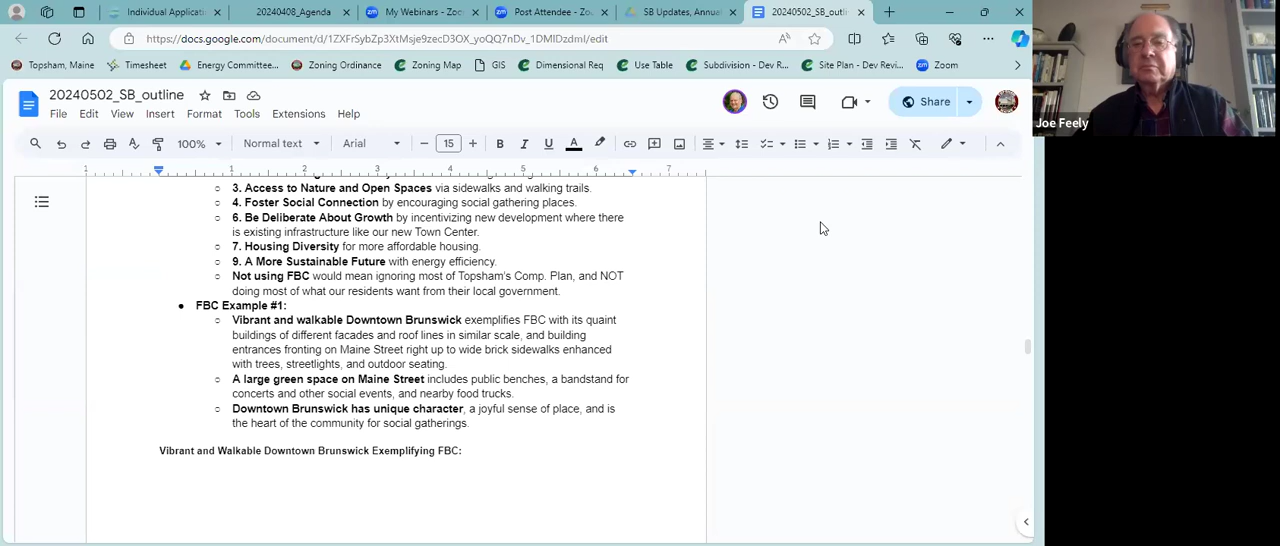 Individual Applicati
20240408_Agenda
My Webinars - Zoo
Post Attendee - Zo
SB Updates, Annual
20240502_SB_outlin
https://docs.google.com/document/d/1ZXFrSybZp3XtMsje9zecD3OX_yoQQ7nDv_1DMIDzdmI/edit
Topsham, Maine
Timesheet
Energy Committee...
Zoning Ordinance
Zoning Map
GIS
Dimensional Req
Use Table
Subdivision - Dev R...
Site Plan - Dev Revi...
Zoom
20240502_SB_outline
File Edit View Insert Format Tools Extensions Help
Share
100% Normal text Arial 15 B I U A
1 1 2 3 4 5 6 7
3. Access to Nature and Open Spaces via sidewalks and walking trails.
4. Foster Social Connection by encouraging social gathering places.
6. Be Deliberate About Growth by incentivizing new development where there
is existing infrastructure like our new Town Center.
7. Housing Diversity for more affordable housing.
9. A More Sustainable Future with energy efficiency.
Not using FBC would mean ignoring most of Topsham's Comp. Plan, and NOT
doing most of what our residents want from their local government.
FBC Example #1:
Vibrant and walkable Downtown Brunswick exemplifies FBC with its quaint
buildings of different facades and roof lines in similar scale, and building
entrances fronting on Maine Street right up to wide brick sidewalks enhanced
with trees, streetlights, and outdoor seating.
A large green space on Maine Street includes public benches, a bandstand for
concerts and other social events, and nearby food trucks.
Downtown Brunswick has unique character, a joyful sense of place, and is
the heart of the community for social gatherings.
Vibrant and Walkable Downtown Brunswick Exemplifying FBC:
Joe Feely